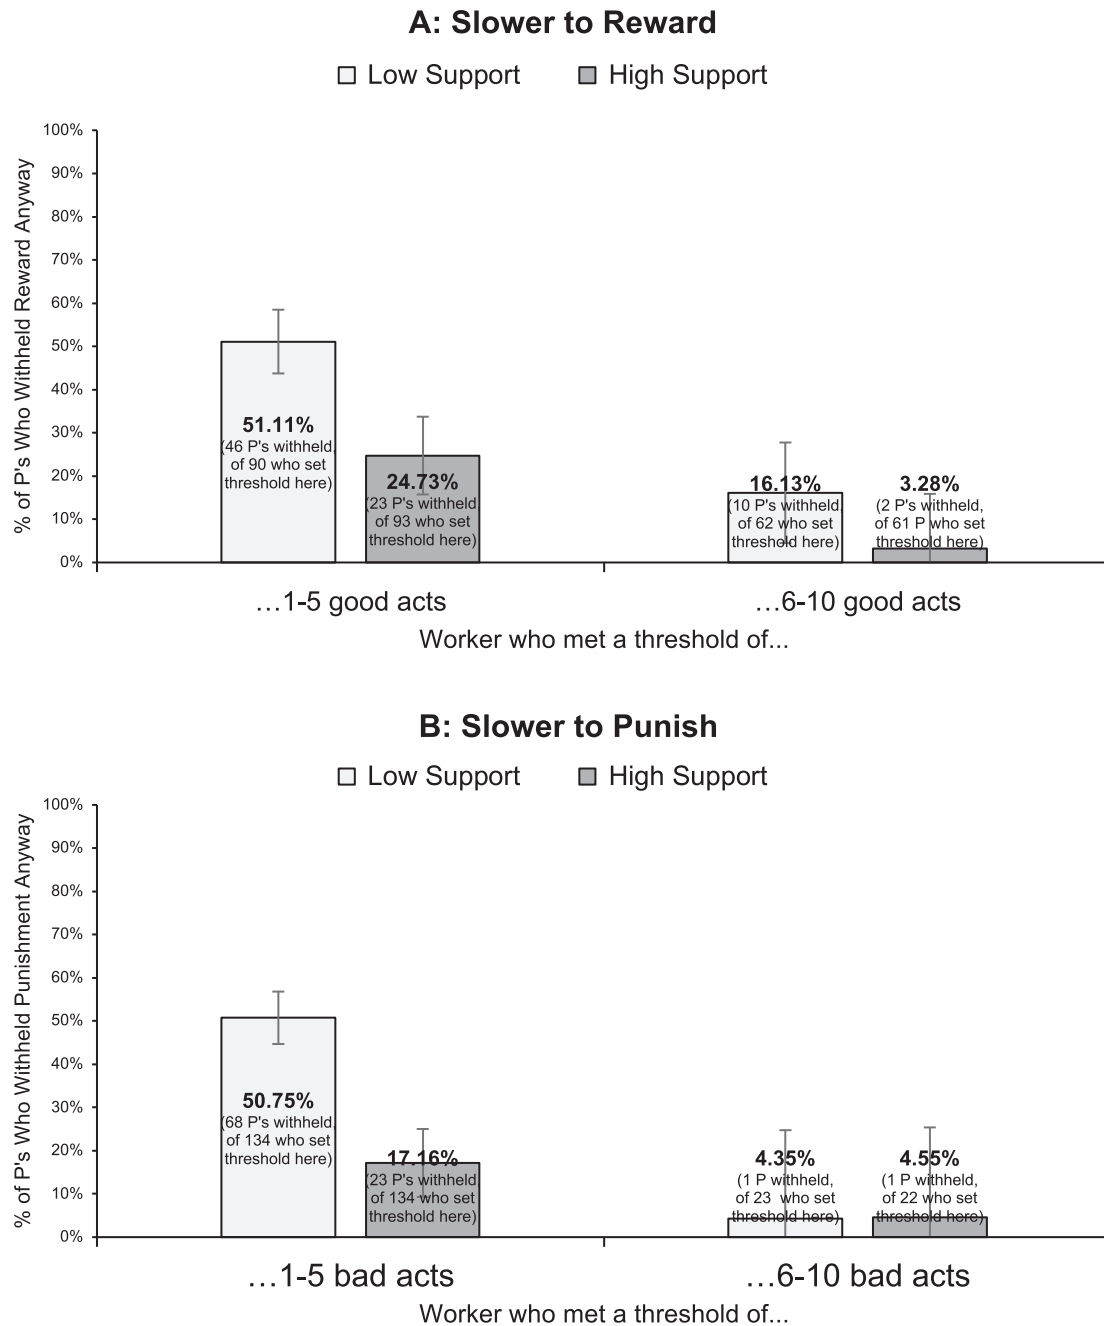 A: Slower to Reward
Low Support
High Support
% of P's Who Withheld Reward Anyway
100%
90%
80%
70%
60%
50%
40%
30%
20%
10%
0%
51.11%
(46 P's withheld,
of 90 who set
threshold here)
24.73%
(23 P's withheld,
of 93 who set
threshold here)
16.13%
(10 P's withheld,
of 62 who set
threshold here)
3.28%
(2 P's withheld,
of 61 P who set
threshold here)
…1-5 good acts
…6-10 good acts
Worker who met a threshold of...
B: Slower to Punish
Low Support
High Support
% of P's Who Withheld Punishment Anyway
100%
90%
80%
70%
60%
50%
40%
30%
20%
10%
0%
50.75%
(68 P's withheld,
of 134 who set
threshold here)
17.16%
(23 P's withheld,
of 134 who set
threshold here)
4.35%
(1 P withheld,
of 23 who set
threshold here)
4.55%
(1 P withheld,
of 22 who set
threshold here)
…1-5 bad acts
…6-10 bad acts
Worker who met a threshold of...